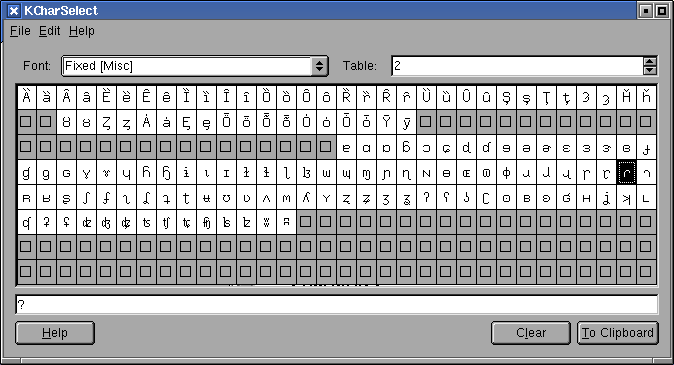 KCharSelect
File Edit Help
Font: Fixed [Misc] Table: 2
Ȁ ȁ Ȃ ȃ Ȅ ȅ Ȇ ȇ Ȉ ȉ Ȋ ȋ Ȍ ȍ Ȏ ȏ Ȑ ȑ Ȓ ȓ Ȕ ȕ Ȗ ȗ Ș ș Ț ț Ȝ ȝ Ȟ ȟ
Ȣ ȣ Ȥ ȥ Ȧ ȧ Ȩ ȩ Ȫ ȫ Ȭ ȭ Ȯ ȯ Ȱ ȱ Ȳ ȳ
ɐ ɑ ɒ ɓ ɔ ɕ ɖ ɗ ɘ ə ɚ ɛ ɜ ɝ ɞ ɟ
ɠ ɡ ɢ ɣ ɤ ɥ ɦ ɧ ɨ ɩ ɪ ɫ ɬ ɭ ɮ ɯ ɰ ɱ ɲ ɳ ɴ ɵ ɶ ɷ ɸ ɹ ɺ ɻ ɼ ɽ ɾ ɿ
ʀ ʁ ʂ ʃ ʄ ʅ ʆ ʇ ʈ ʉ ʊ ʋ ʌ ʍ ʎ ʏ ʐ ʑ ʒ ʓ ʔ ʕ ʖ ʗ ʘ ʙ ʚ ʛ ʜ ʝ ʞ ʟ
ʠ ʡ ʢ ʣ ʤ ʥ ʦ ʧ ʨ ʩ ʪ ʫ ʬ ʭ
?
Help Clear To Clipboard